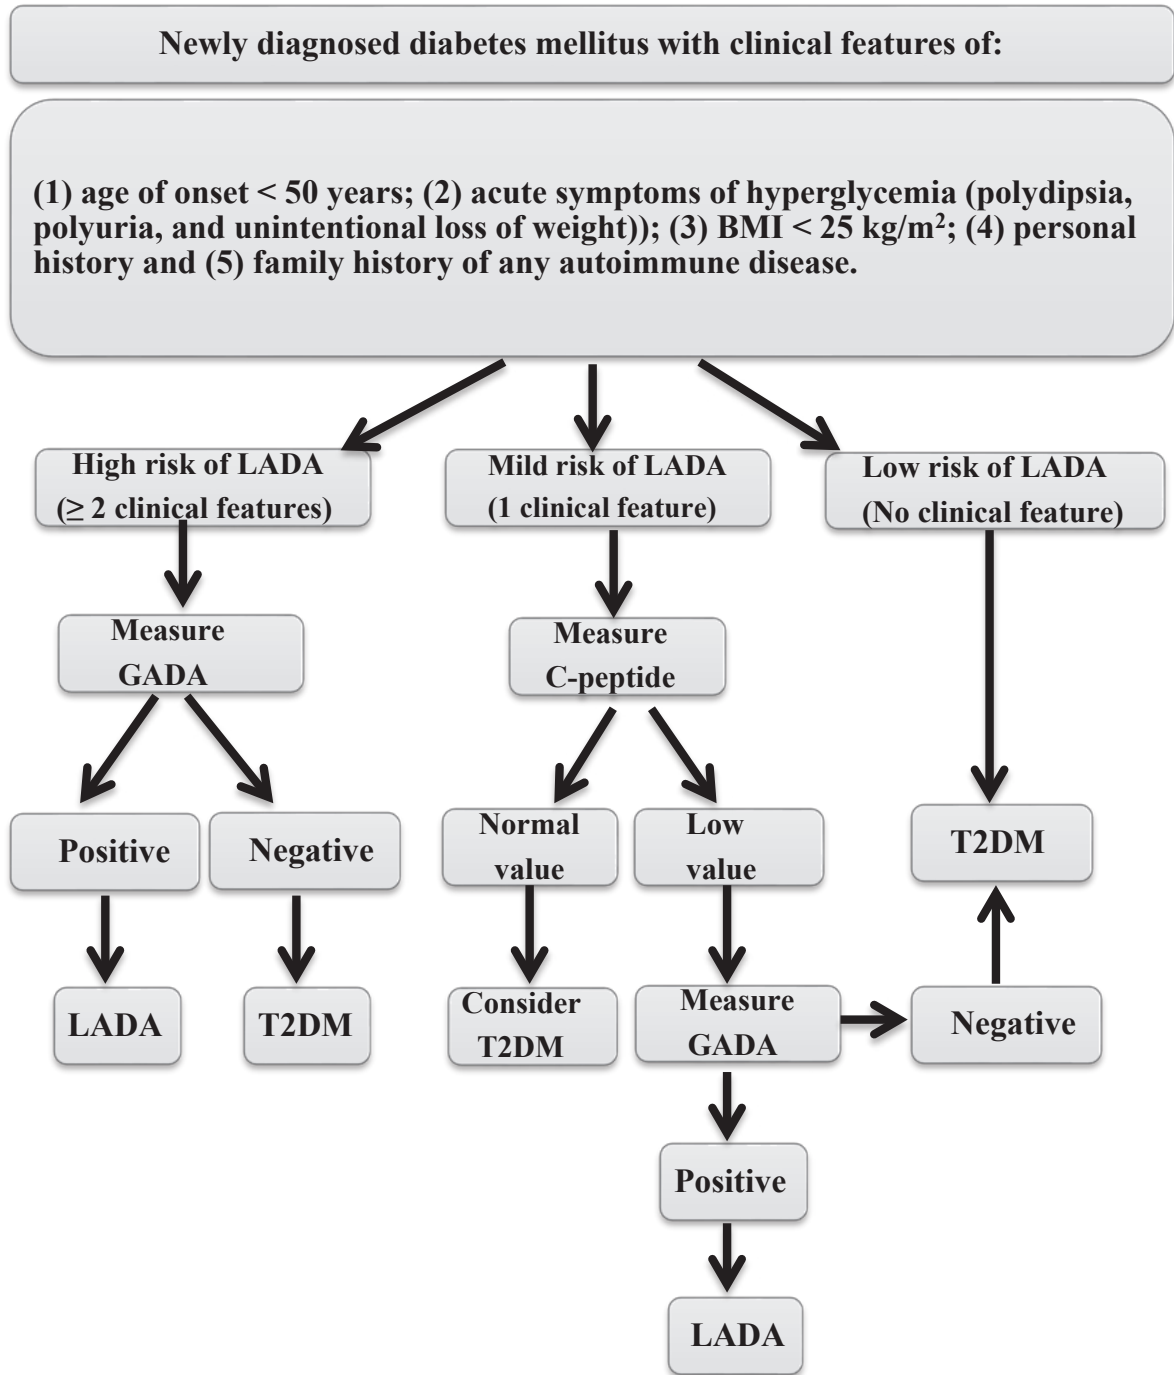 Newly diagnosed diabetes mellitus with clinical features of:
(1) age of onset < 50 years; (2) acute symptoms of hyperglycemia (polydipsia,
polyuria, and unintentional loss of weight)); (3) BMI < 25 kg/m²; (4) personal
history and (5) family history of any autoimmune disease.
High risk of LADA
(≥ 2 clinical features)
Mild risk of LADA
(1 clinical feature)
Low risk of LADA
(No clinical feature)
Measure
GADA
Measure
C-peptide
Positive
Negative
Normal
value
Low
value
T2DM
LADA
T2DM
Consider
T2DM
Measure
GADA
Negative
Positive
LADA